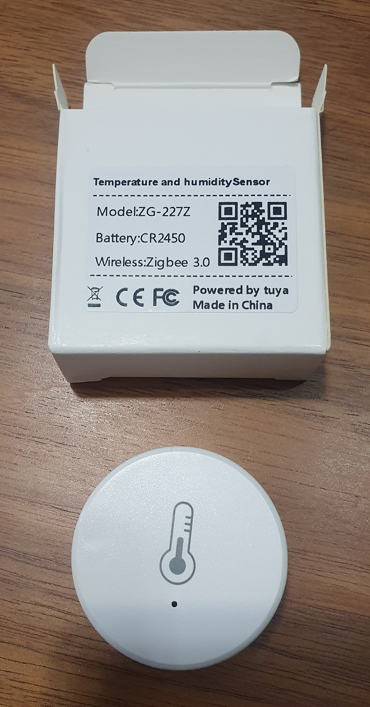 Temperature and humiditySensor
Model:ZG-227Z
Battery:CR2450
Wireless:Zigbee 3.0
CE FC Powered by tuya
Made in China